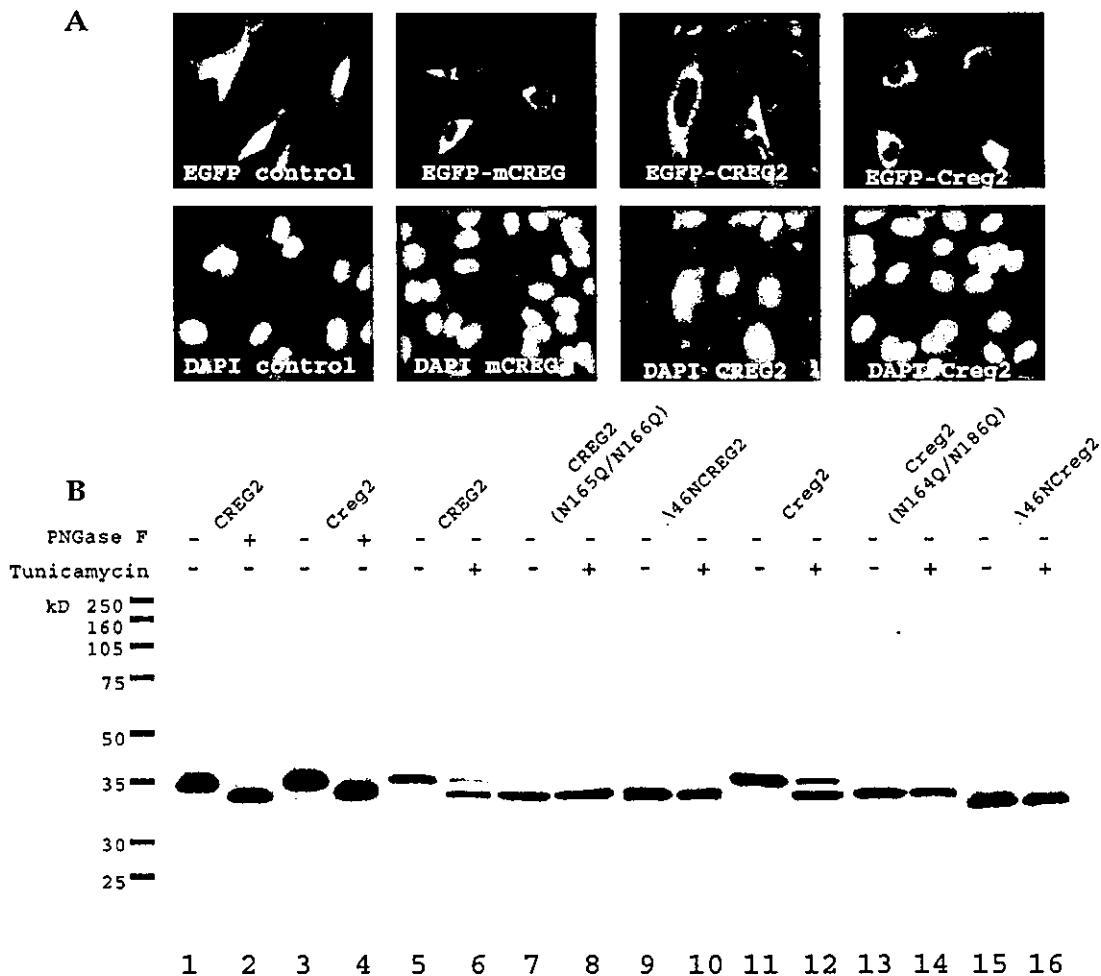 A
EGFP control EGFP-mCREG EGFP-CREG2 EGFP-Creg2
DAPI control DAPI mCREG DAPI CREG2 DAPI Creg2
B
CREG2 Creg2 CREG2 CREG2 (N165Q/N166Q) \46NCREG2 Creg2 Creg2 (N164Q/N186Q) \46NCreg2
PNGase F - + - + - - - - - - - - - - - -
Tunicamycin - - - - - + - + - + - + - + - +
kD 250
160
105
75
50
35
30
25
1 2 3 4 5 6 7 8 9 10 11 12 13 14 15 16